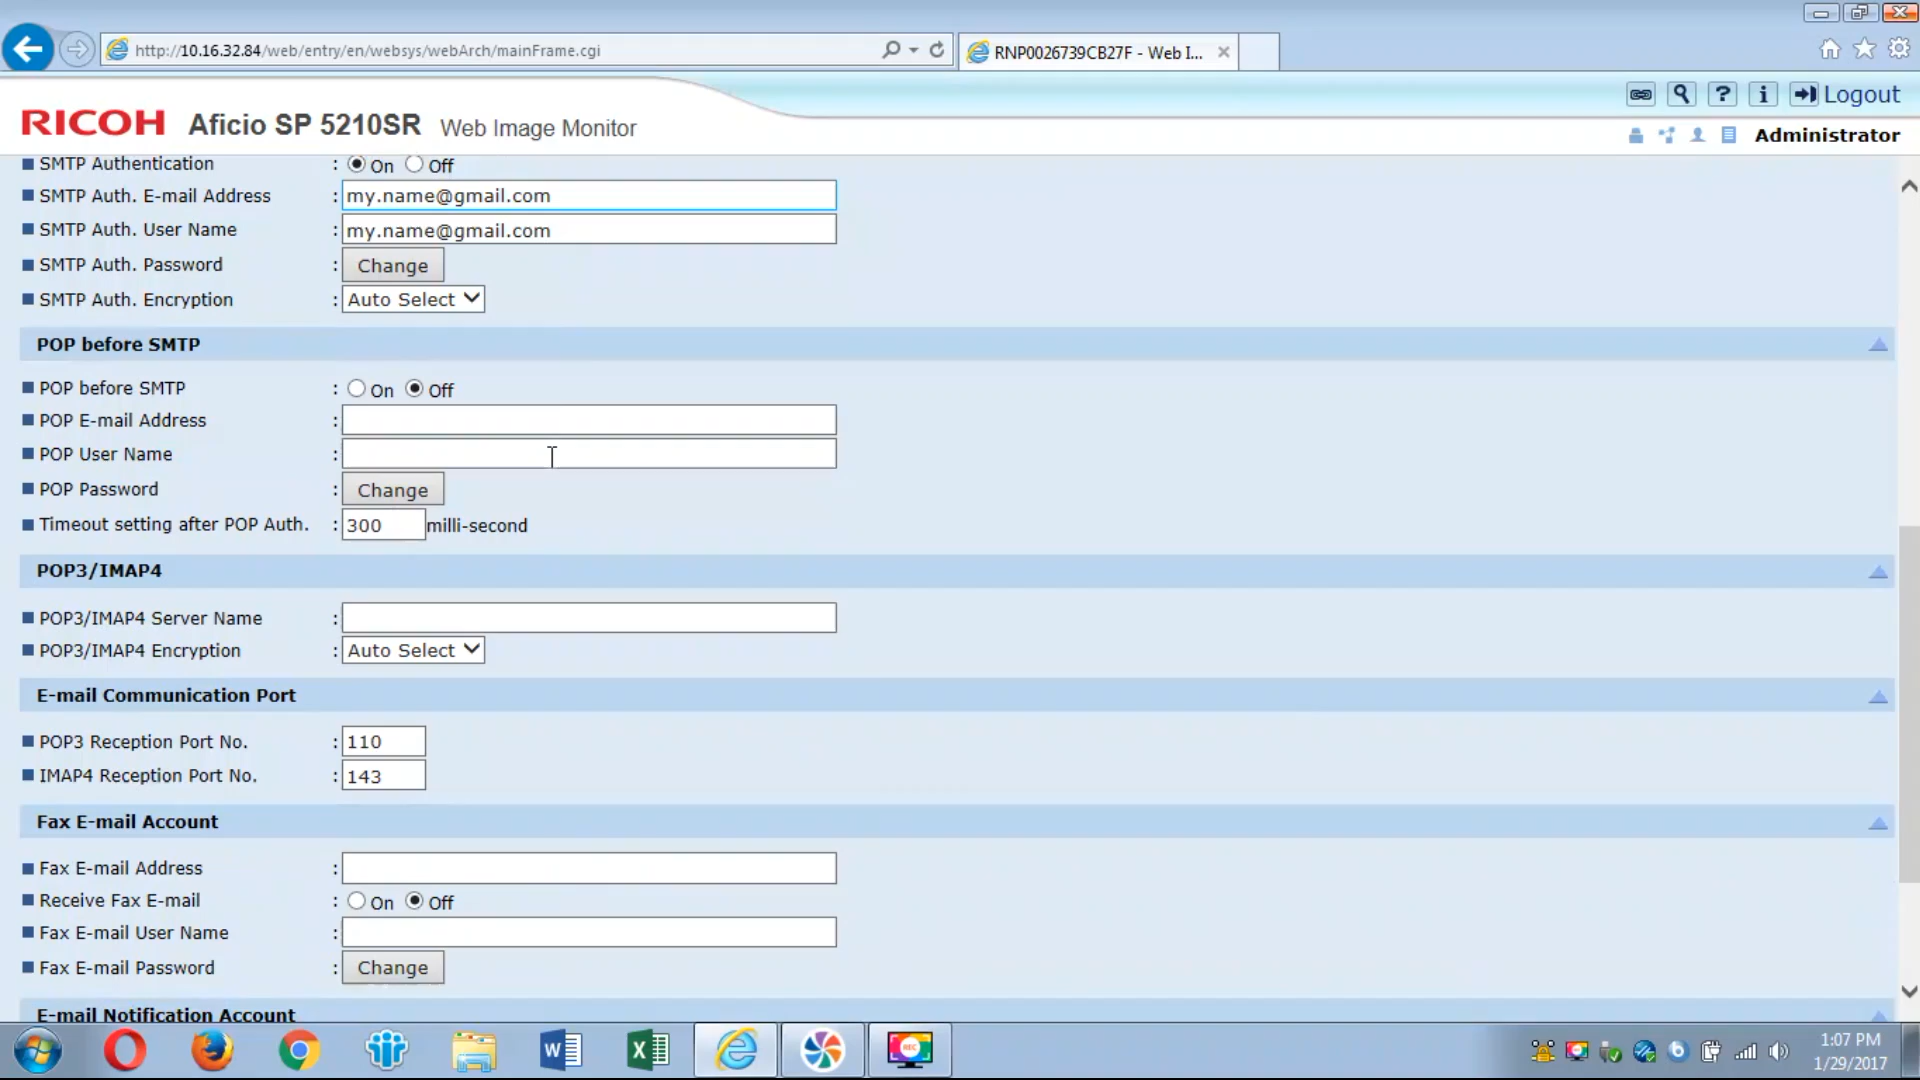 http://10.16.32.84/web/entry/en/websys/webArch/mainFrame.cgi
RNP0026739CB27F - Web I...
Logout
RICOH Aficio SP 5210SR Web Image Monitor
Administrator
SMTP Authentication : On Off
SMTP Auth. E-mail Address : my.name@gmail.com
SMTP Auth. User Name : my.name@gmail.com
SMTP Auth. Password : Change
SMTP Auth. Encryption : Auto Select
POP before SMTP
POP before SMTP : On Off
POP E-mail Address :
POP User Name :
POP Password : Change
Timeout setting after POP Auth. : 300 milli-second
POP3/IMAP4
POP3/IMAP4 Server Name :
POP3/IMAP4 Encryption : Auto Select
E-mail Communication Port
POP3 Reception Port No. : 110
IMAP4 Reception Port No. : 143
Fax E-mail Account
Fax E-mail Address :
Receive Fax E-mail : On Off
Fax E-mail User Name :
Fax E-mail Password : Change
E-mail Notification Account
1:07 PM
1/29/2017